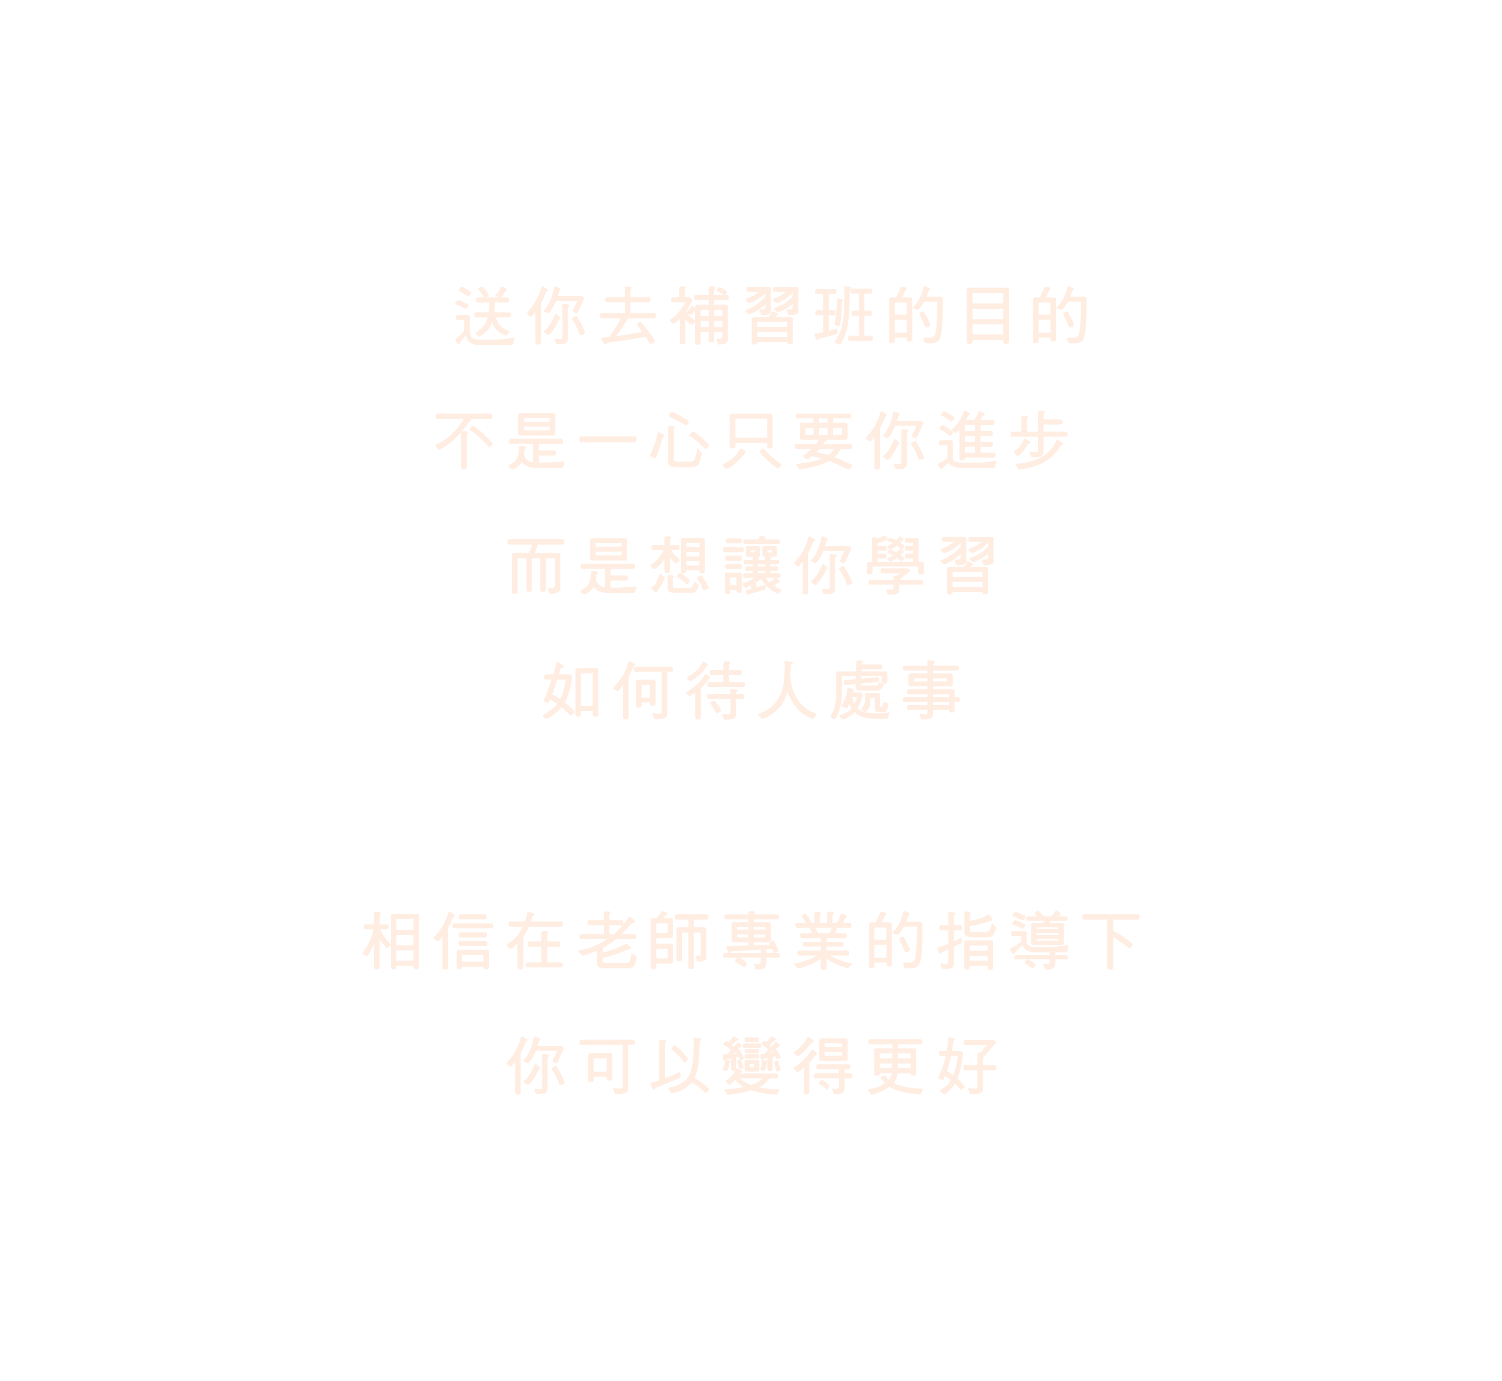 送你去補習班的目的
不是一心只要你進步
而是想讓你學習
如何待人處事
相信在老師專業的指導下
你可以變得更好